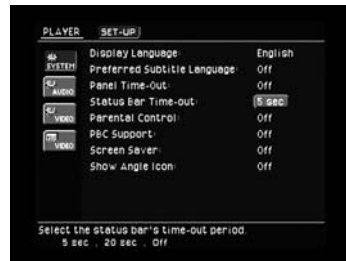 PLAYER SET-UP
SYSTEM
AUDIO
VIDEO
VIDEO
Display Language: English
Preferred Subtitle Language: Off
Panel Time-Out: Off
Status Bar Time-out: 5 sec
Parental Control: Off
PBC Support: Off
Screen Saver: Off
Show Angle Icon: Off
Select the status bar's time-out period.
5 sec , 20 sec , Off